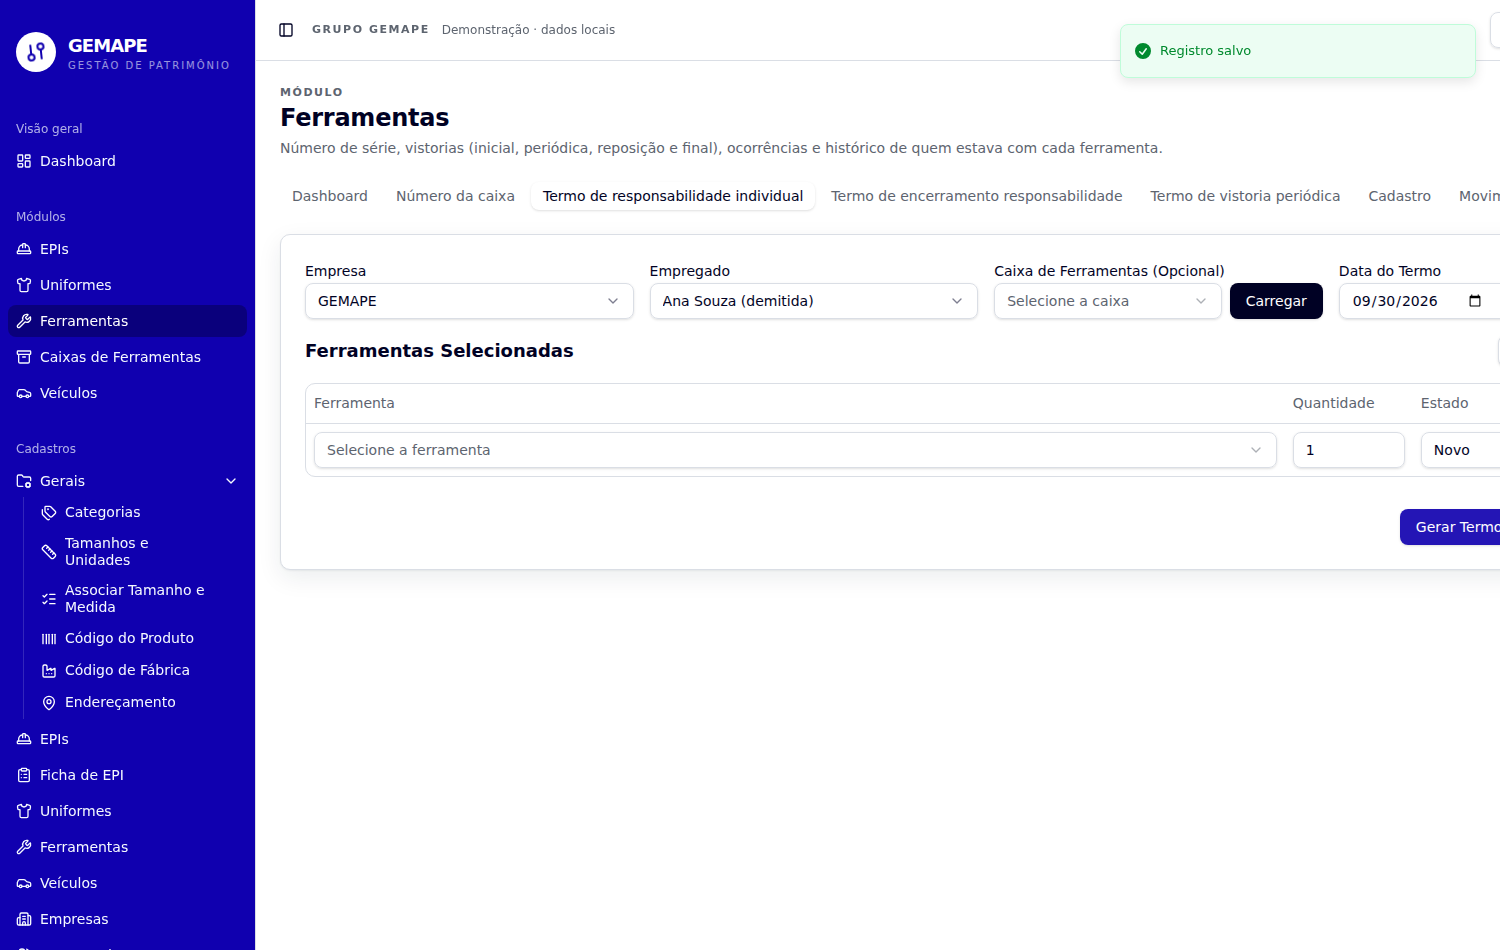 GEMAPE
GESTÃO DE PATRIMÔNIO
Visão geral
Dashboard
Módulos
EPIs
Uniformes
Ferramentas
Caixas de Ferramentas
Veículos
Cadastros
Gerais
Categorias
Tamanhos e
Unidades
Associar Tamanho e
Medida
Código do Produto
Código de Fábrica
Endereçamento
EPIs
Ficha de EPI
Uniformes
Ferramentas
Veículos
Empresas
GRUPO GEMAPE Demonstração · dados locais
Registro salvo
MÓDULO
Ferramentas
Número de série, vistorias (inicial, periódica, reposição e final), ocorrências e histórico de quem estava com cada ferramenta.
Dashboard Número da caixa Termo de responsabilidade individual Termo de encerramento responsabilidade Termo de vistoria periódica Cadastro Movim
Empresa Empregado Caixa de Ferramentas (Opcional) Data do Termo
GEMAPE Ana Souza (demitida) Selecione a caixa Carregar 09/30/2026
Ferramentas Selecionadas
Ferramenta Quantidade Estado
Selecione a ferramenta 1 Novo
Gerar Termo